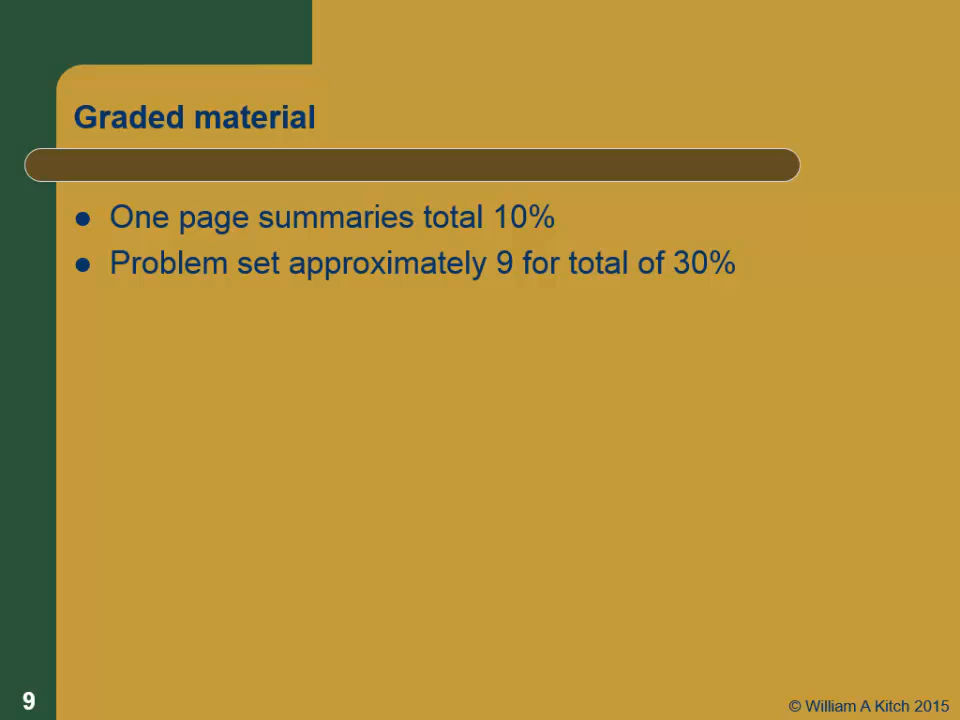 Graded material
● One page summaries total 10%
● Problem set approximately 9 for total of 30%
9
© William A Kitch 2015